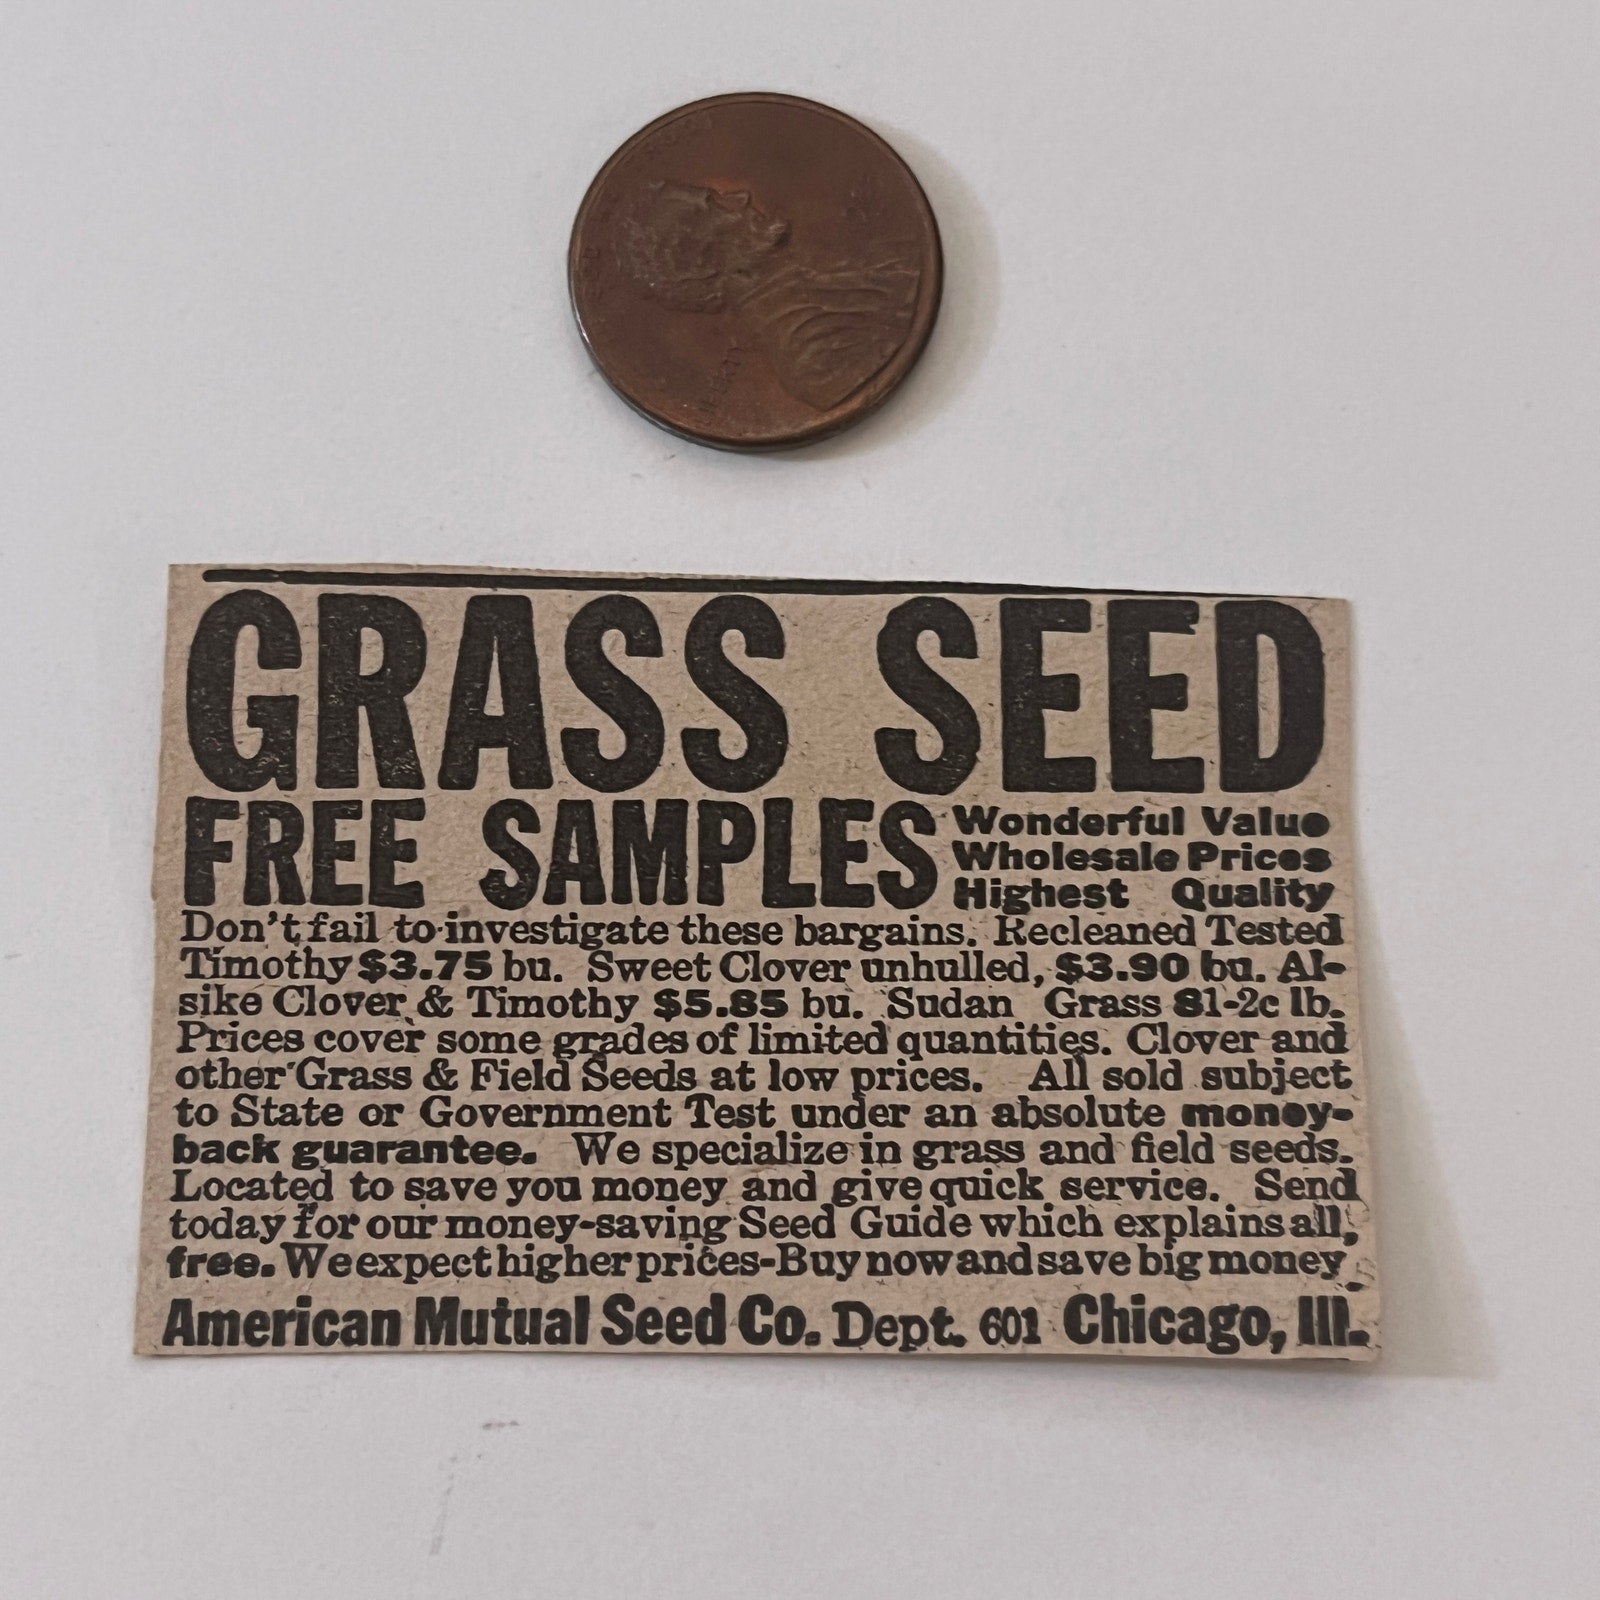 GRASS SEED
FREE SAMPLES
Wonderful Value
Wholesale Prices
Highest Quality
Don't fail to investigate these bargains. Recleaned Tested
Timothy $3.75 bu. Sweet Clover unhulled, $3.90 bu. Al-
sike Clover & Timothy $5.85 bu. Sudan Grass 81-2c lb.
Prices cover some grades of limited quantities. Clover and
other Grass & Field Seeds at low prices. All sold subject
to State or Government Test under an absolute money-
back guarantee. We specialize in grass and field seeds.
Located to save you money and give quick service. Send
today for our money-saving Seed Guide which explains all,
free. We expect higher prices-Buy now and save big money.
American Mutual Seed Co. Dept. 601 Chicago, Ill.